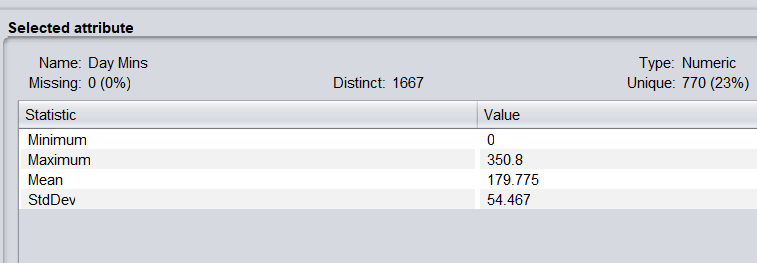 Selected attribute
Name: Day Mins Type: Numeric
Missing: 0 (0%) Distinct: 1667 Unique: 770 (23%)
Statistic Value
Minimum 0
Maximum 350.8
Mean 179.775
StdDev 54.467